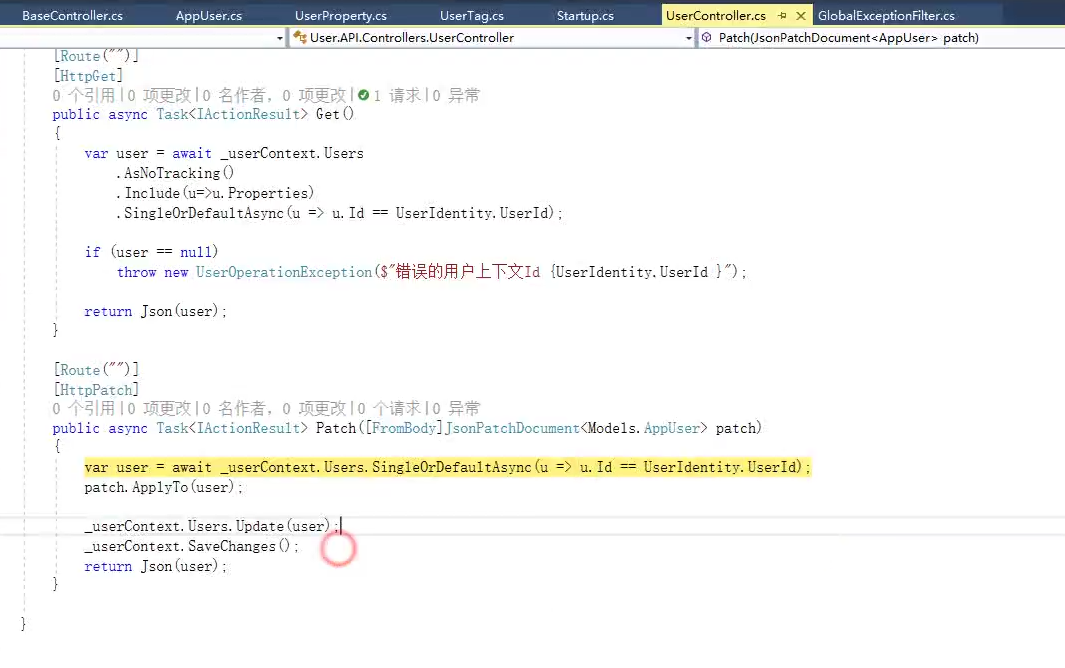 BaseController.cs AppUser.cs UserProperty.cs UserTag.cs Startup.cs UserController.cs GlobalExceptionFilter.cs
User.API.Controllers.UserController Patch(JsonPatchDocument<AppUser> patch)
[Route("")]
[HttpGet]
0 个引用|0 项更改|0 名作者, 0 项更改|1 请求|0 异常
public async Task<IActionResult> Get()
{
var user = await _userContext.Users
.AsNoTracking()
.Include(u=>u.Properties)
.SingleOrDefaultAsync(u => u.Id == UserIdentity.UserId);
if (user == null)
throw new UserOperationException($"错误的用户上下文Id {UserIdentity.UserId }");
return Json(user);
}
[Route("")]
[HttpPatch]
0 个引用|0 项更改|0 名作者, 0 项更改|0 个请求|0 异常
public async Task<IActionResult> Patch([FromBody]JsonPatchDocument<Models.AppUser> patch)
{
var user = await _userContext.Users.SingleOrDefaultAsync(u => u.Id == UserIdentity.UserId);
patch.ApplyTo(user);
_userContext.Users.Update(user);
_userContext.SaveChanges();
return Json(user);
}
}